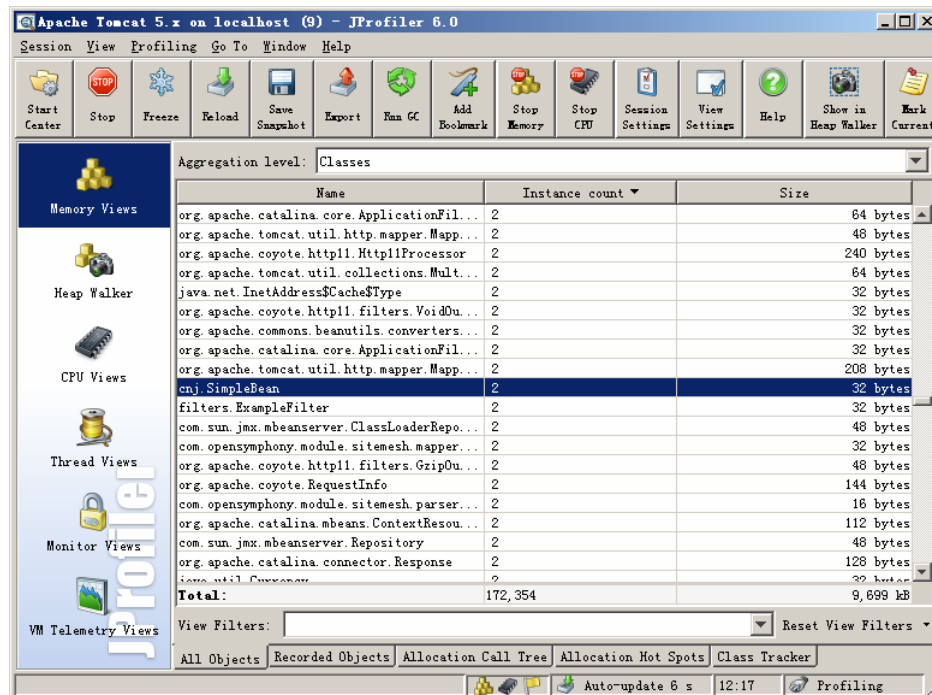 Apache Tomcat 5.x on localhost (9) - JProfiler 6.0
Session View Profiling Go To Window Help
Start Center
Stop
Freeze
Reload
Save Snapshot
Export
Run GC
Add Bookmark
Stop Memory
Stop CPU
Session Settings
View Settings
Help
Show in Heap Walker
Mark Current
Memory Views
Heap Walker
CPU Views
Thread Views
Monitor Views
VM Telemetry Views
JProfiler
Aggregation level: Classes
Name Instance count Size
org.apache.catalina.core.ApplicationFil... 2 64 bytes
org.apache.tomcat.util.http.mapper.Mapp... 2 48 bytes
org.apache.coyote.http11.Http11Processor 2 240 bytes
org.apache.tomcat.util.collections.Mult... 2 64 bytes
java.net.InetAddress$Cache$Type 2 32 bytes
org.apache.coyote.http11.filters.VoidOu... 2 32 bytes
org.apache.commons.beanutils.converters... 2 32 bytes
org.apache.catalina.core.ApplicationFil... 2 32 bytes
org.apache.tomcat.util.http.mapper.Mapp... 2 208 bytes
cnj.SimpleBean 2 32 bytes
filters.ExampleFilter 2 32 bytes
com.sun.jmx.mbeanserver.ClassLoaderRepo... 2 48 bytes
com.opensymphony.module.sitemesh.mapper... 2 32 bytes
org.apache.coyote.http11.filters.GzipOu... 2 48 bytes
org.apache.coyote.RequestInfo 2 144 bytes
com.opensymphony.module.sitemesh.parser... 2 16 bytes
org.apache.catalina.mbeans.ContextResou... 2 112 bytes
com.sun.jmx.mbeanserver.Repository 2 48 bytes
org.apache.catalina.connector.Response 2 128 bytes
java.util.Currency 2 32 bytes
Total: 172,354 9,699 kB
View Filters: Reset View Filters
All Objects Recorded Objects Allocation Call Tree Allocation Hot Spots Class Tracker
Auto-update 6 s 12:17 Profiling